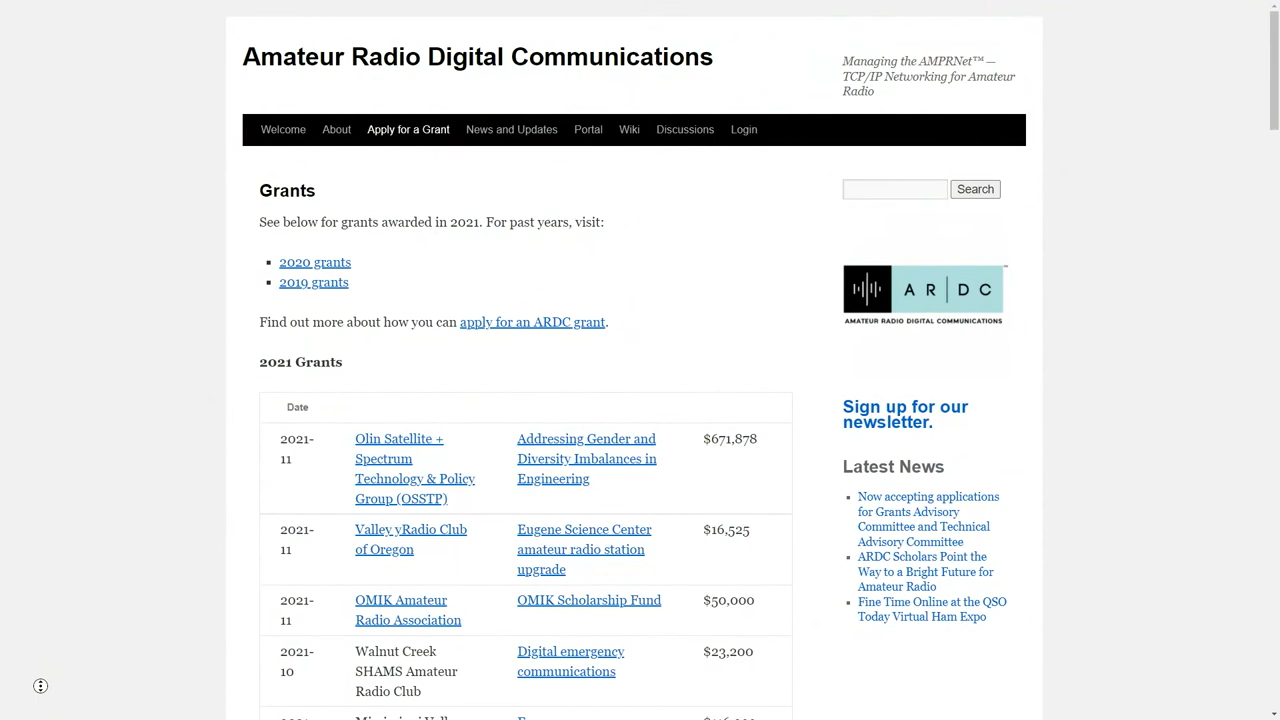 Amateur Radio Digital Communications
Managing the AMPRNet™ —
TCP/IP Networking for Amateur
Radio
Welcome About Apply for a Grant News and Updates Portal Wiki Discussions Login
Grants
Search
See below for grants awarded in 2021. For past years, visit:
2020 grants
2019 grants
A R | D C ™
AMATEUR RADIO DIGITAL COMMUNICATIONS
Find out more about how you can apply for an ARDC grant.
2021 Grants
Date
2021-
11
Olin Satellite +
Spectrum
Technology & Policy
Group (OSSTP)
Addressing Gender and
Diversity Imbalances in
Engineering
$671,878
2021-
11
Valley yRadio Club
of Oregon
Eugene Science Center
amateur radio station
upgrade
$16,525
2021-
11
OMIK Amateur
Radio Association
OMIK Scholarship Fund
$50,000
2021-
10
Walnut Creek
SHAMS Amateur
Radio Club
Digital emergency
communications
$23,200
Sign up for our
newsletter.
Latest News
Now accepting applications
for Grants Advisory
Committee and Technical
Advisory Committee
ARDC Scholars Point the
Way to a Bright Future for
Amateur Radio
Fine Time Online at the QSO
Today Virtual Ham Expo